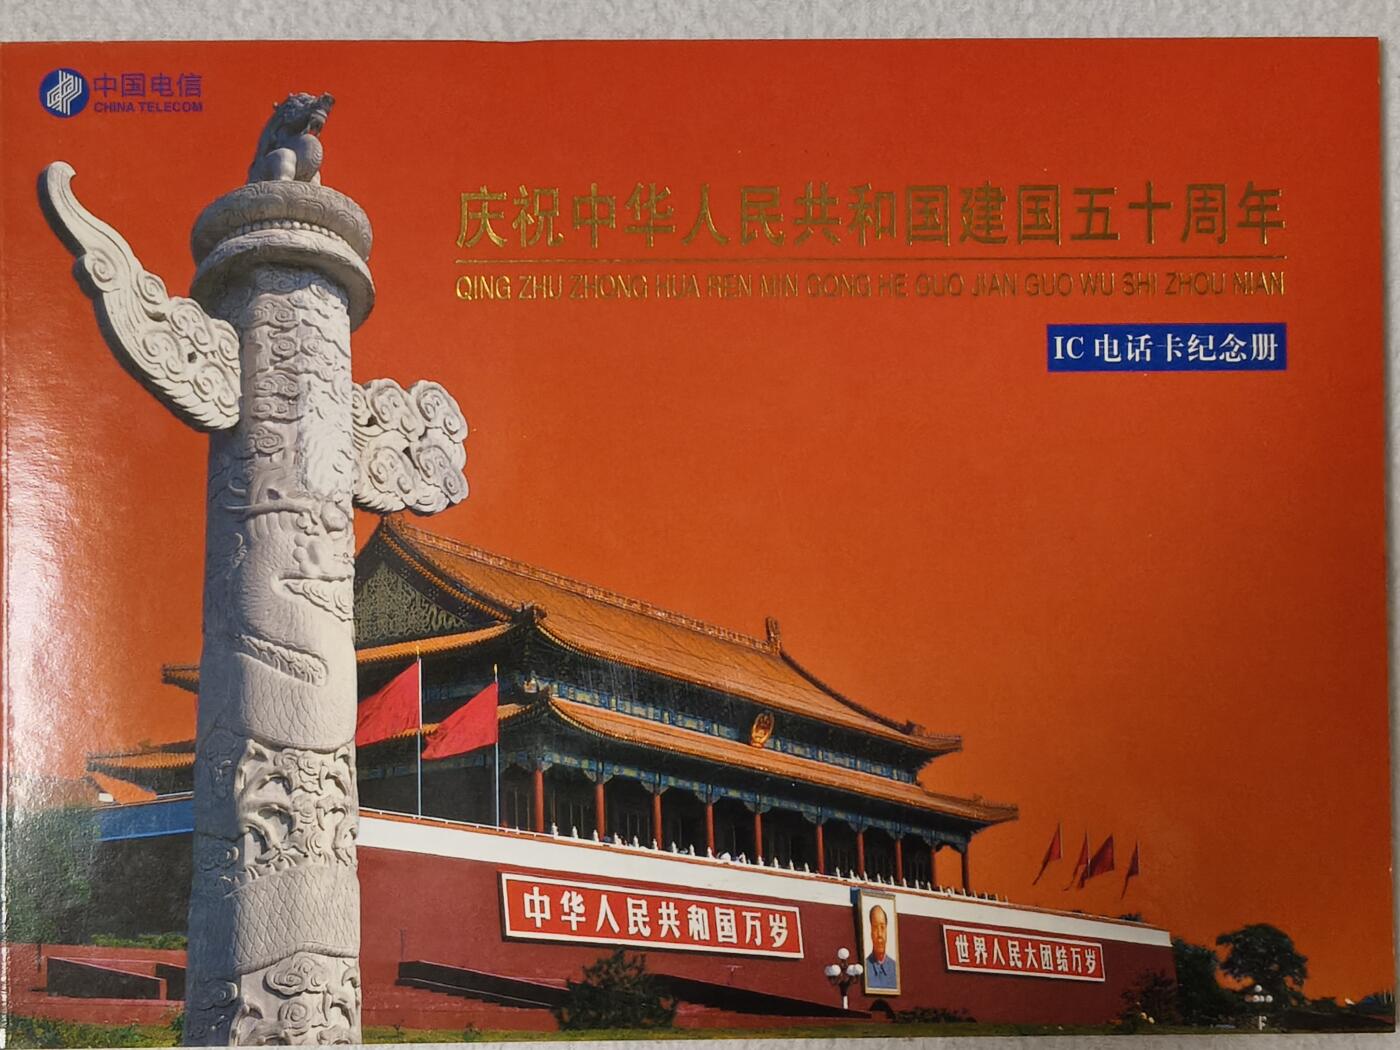 中国电信
CHINA TELECOM
庆祝中华人民共和国建国五十周年
QING ZHU ZHONG HUA REN MIN GONG HE GUO JIAN GUO WU SHI ZHOU NIAN
IC 电话卡纪念册
中华人民共和国万岁
世界人民大团结万岁